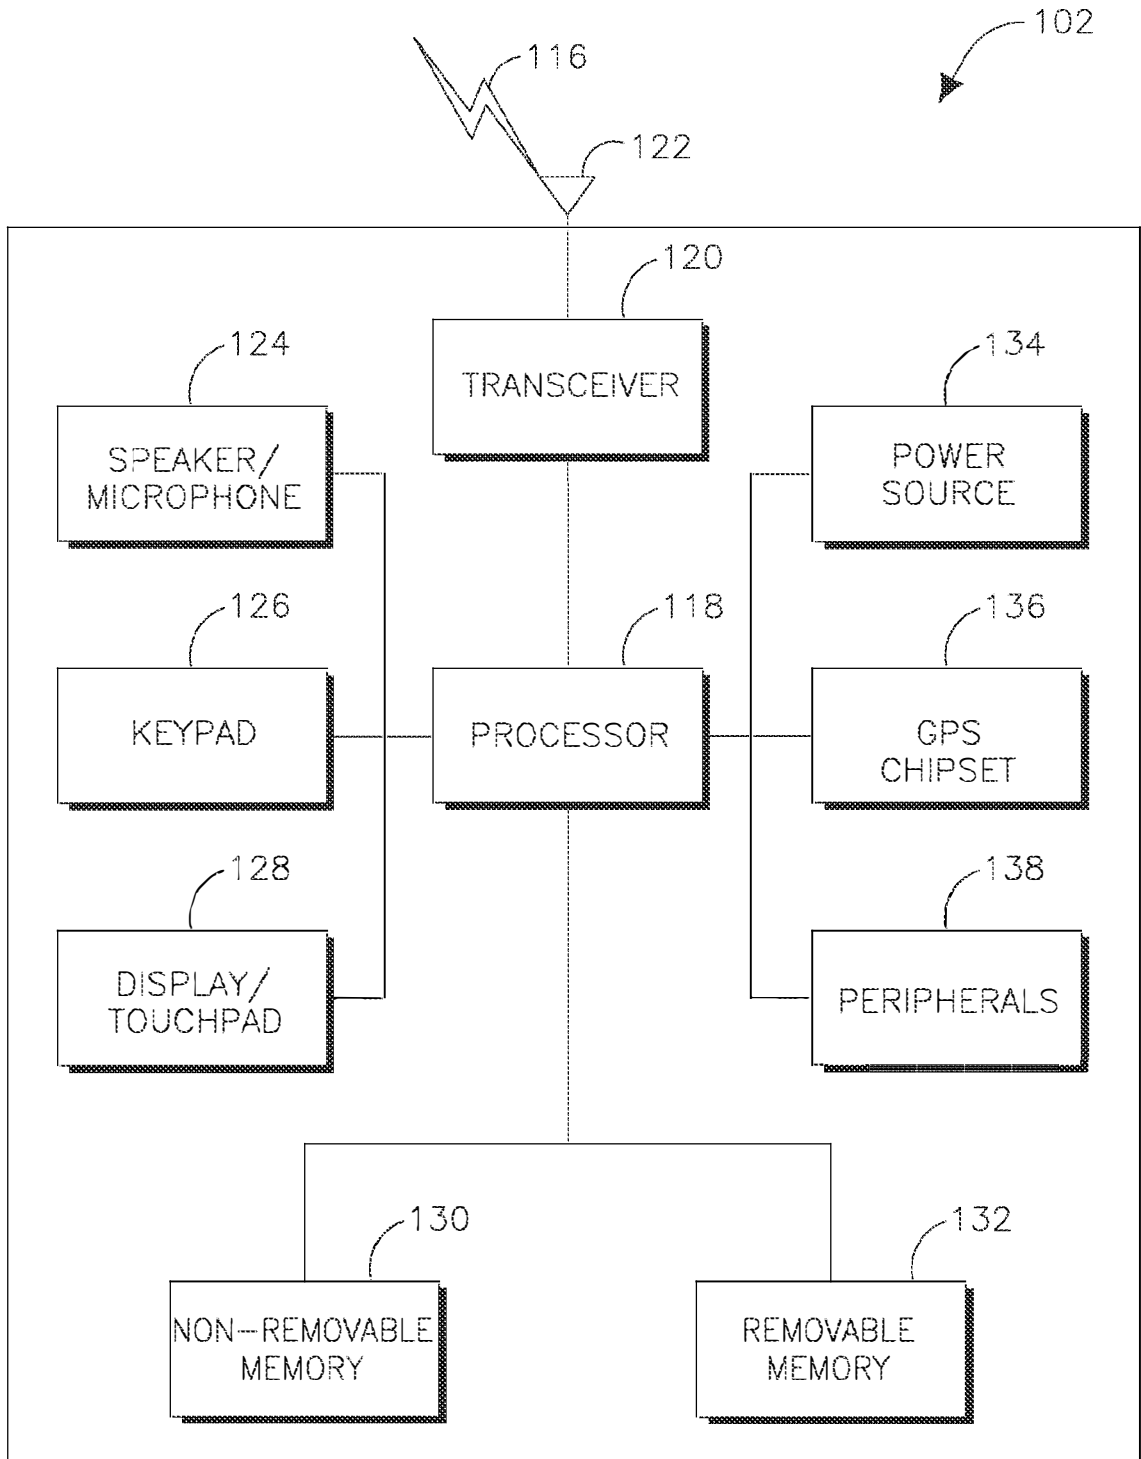 102
116
122
120
TRANSCEIVER
124
SPEAKER/
MICROPHONE
134
POWER
SOURCE
126
KEYPAD
118
PROCESSOR
136
GPS
CHIPSET
128
DISPLAY/
TOUCHPAD
138
PERIPHERALS
130
NON-REMOVABLE
MEMORY
132
REMOVABLE
MEMORY